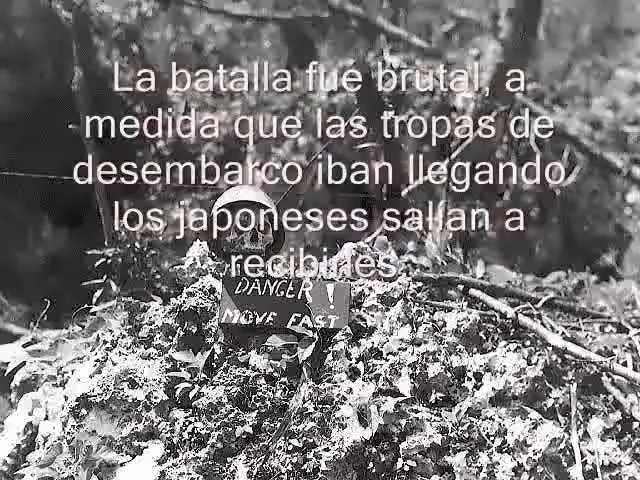 La batalla fue brutal, a
medida que las tropas de
desembarco iban llegando
los japoneses salían a
recibirles.
DANGER !
MOVE FAST